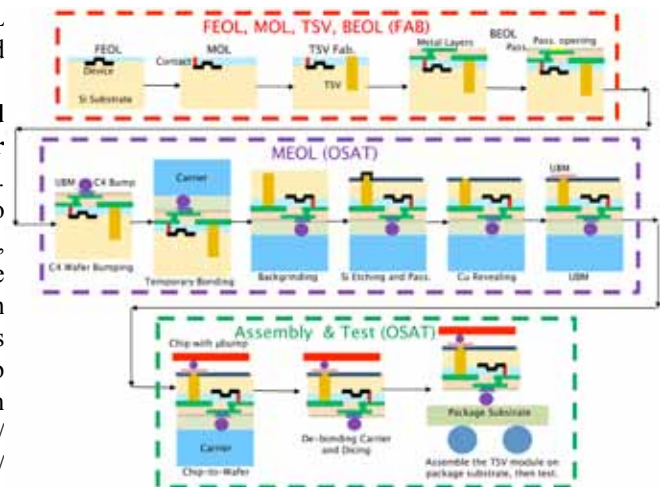 FEOL, MOL, TSV, BEOL (FAB)
FEOL
Device
Si Substrate
MOL
Contact
TSV Fab.
TSV
Metal Layers
BEOL
Pass.
Pass. opening
MEOL (OSAT)
UBM
C4 Bump
C4 Wafer Bumping
Carrier
Temporary Bonding
Backgrinding
Si Etching and Pass.
Cu Revealing
UBM
UBM
Assembly & Test (OSAT)
Chip with μbump
Carrier
Chip-to-Wafer
De-bonding Carrier
and Dicing
Package Substrate
Assemble the TSV module on
package substrate, then test.